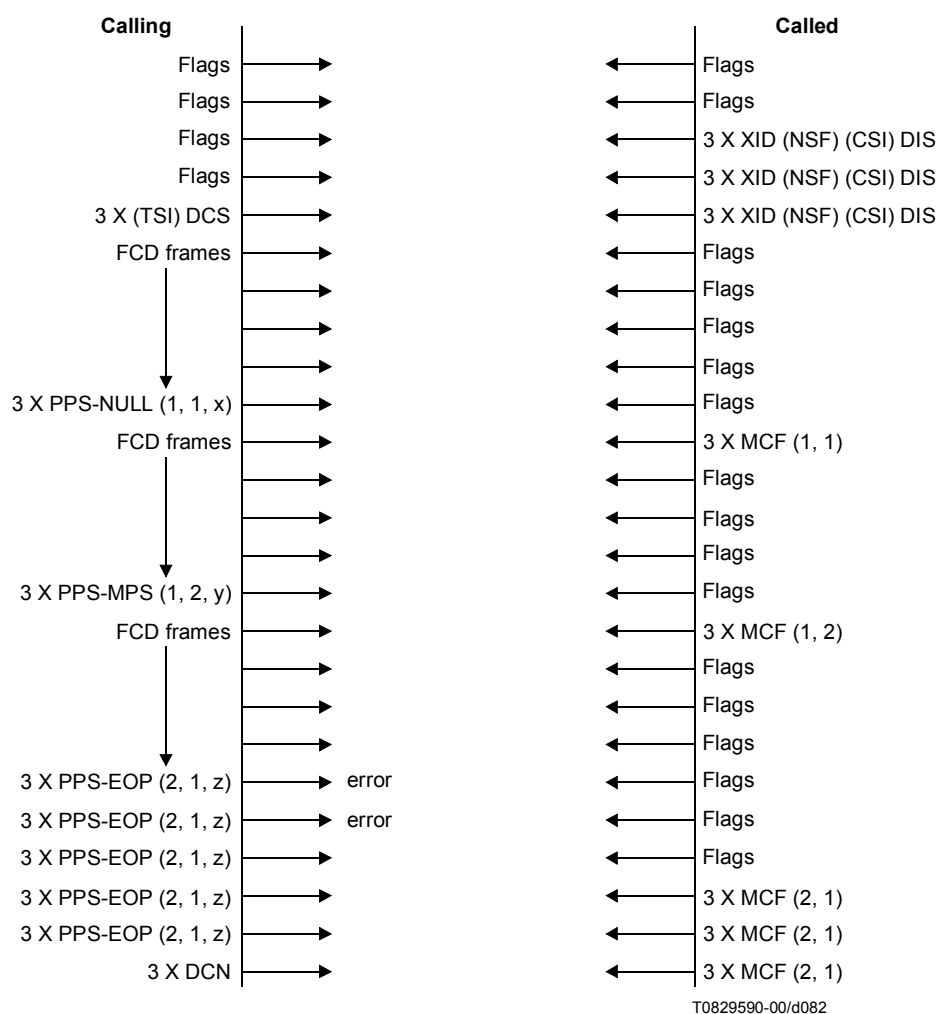 Calling Called
Flags Flags
Flags Flags
Flags 3 X XID (NSF) (CSI) DIS
Flags 3 X XID (NSF) (CSI) DIS
3 X (TSI) DCS 3 X XID (NSF) (CSI) DIS
FCD frames Flags
Flags
Flags
Flags
3 X PPS-NULL (1, 1, x) Flags
FCD frames 3 X MCF (1, 1)
Flags
Flags
Flags
3 X PPS-MPS (1, 2, y) Flags
FCD frames 3 X MCF (1, 2)
Flags
Flags
Flags
3 X PPS-EOP (2, 1, z) error Flags
3 X PPS-EOP (2, 1, z) error Flags
3 X PPS-EOP (2, 1, z) Flags
3 X PPS-EOP (2, 1, z) 3 X MCF (2, 1)
3 X PPS-EOP (2, 1, z) 3 X MCF (2, 1)
3 X DCN 3 X MCF (2, 1)
T0829590-00/d082